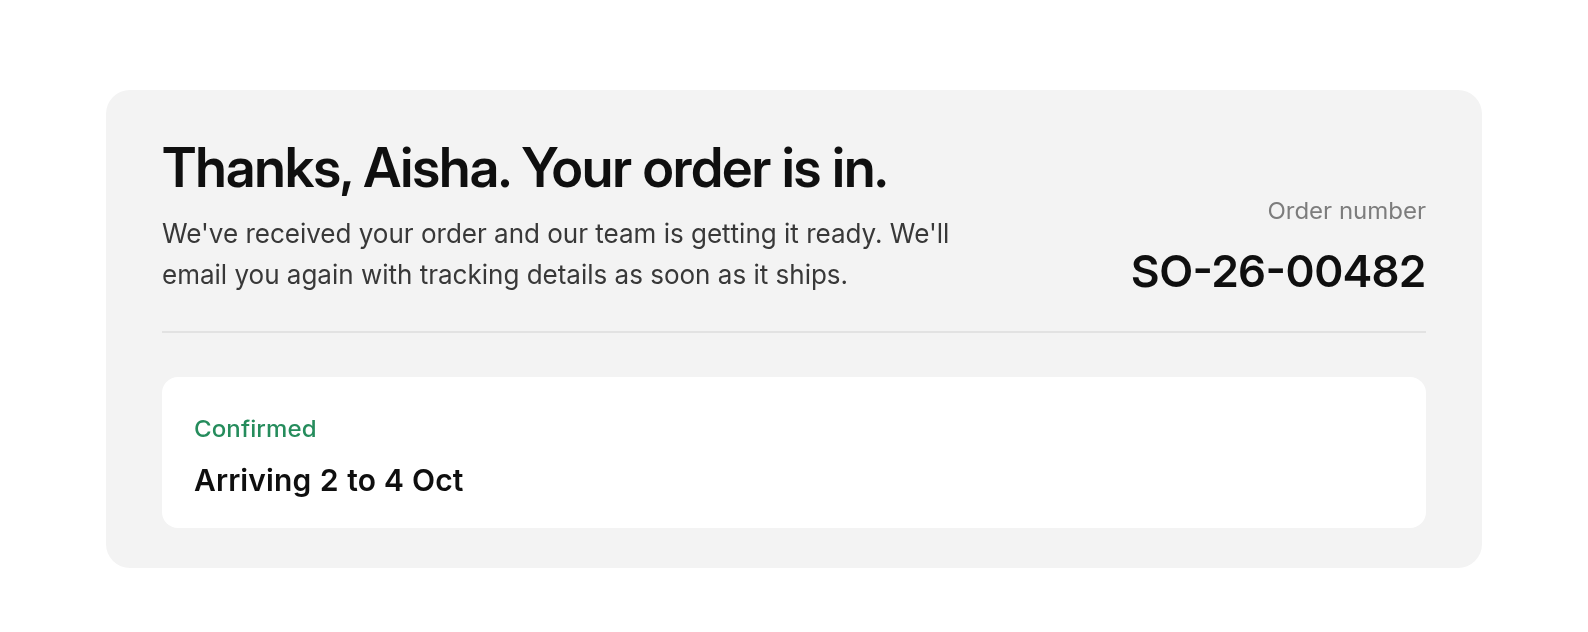 Thanks, Aisha. Your order is in.
We've received your order and our team is getting it ready. We'll
email you again with tracking details as soon as it ships.
Order number
SO-26-00482
Confirmed
Arriving 2 to 4 Oct